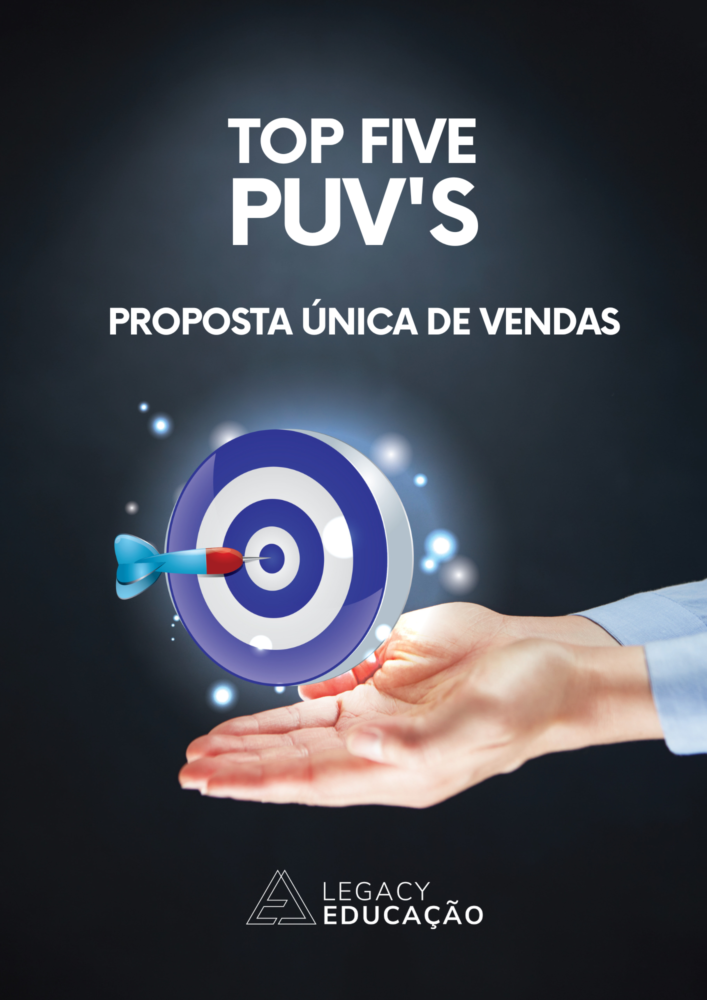 TOP FIVE
PUV'S
PROPOSTA ÚNICA DE VENDAS
LEGACY
EDUCAÇÃO